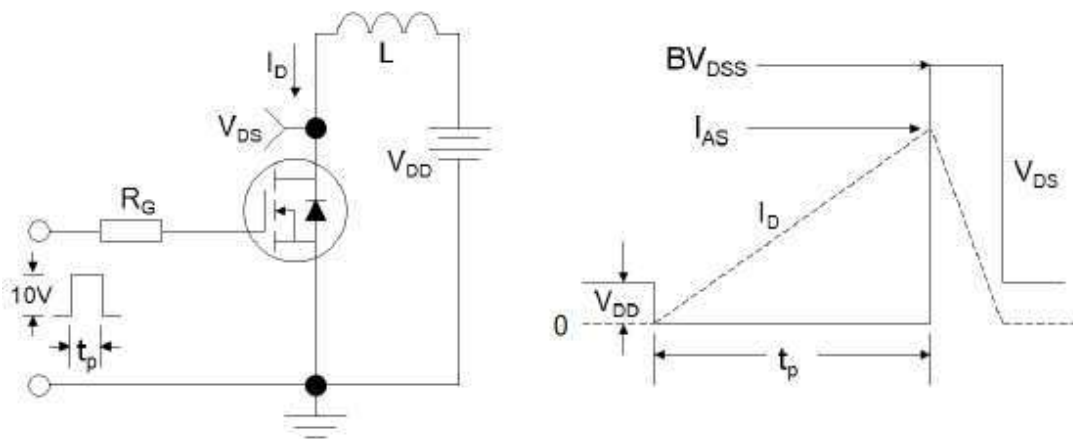 I_D
L
V_DS
V_DD
R_G
10V
t_p
BV_DSS
I_AS
V_DS
I_D
V_DD
0
t_p